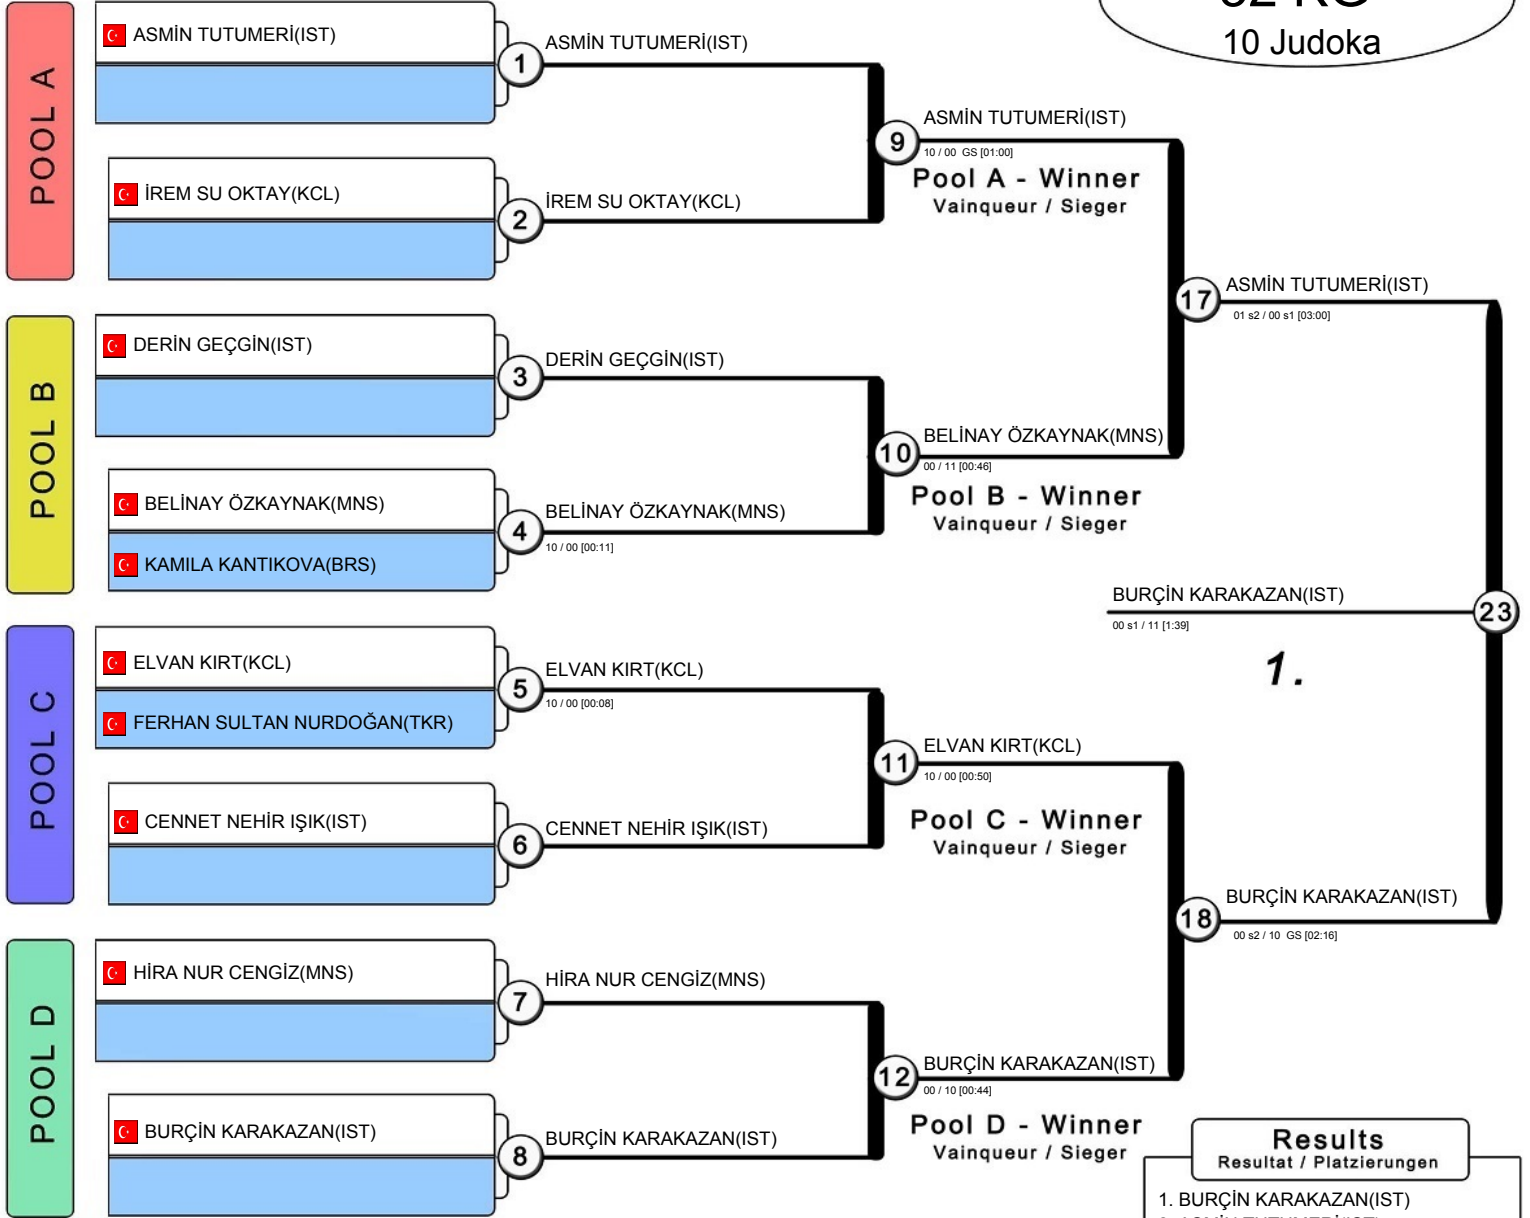 52 KG
10 Judoka
POOL A
ASMİN TUTUMERİ(IST)
1
ASMİN TUTUMERİ(IST)
İREM SU OKTAY(KCL)
2
İREM SU OKTAY(KCL)
9
ASMİN TUTUMERİ(IST)
10 / 00 GS [01:00]
Pool A - Winner
Vainqueur / Sieger
POOL B
DERİN GEÇGİN(IST)
3
DERİN GEÇGİN(IST)
BELİNAY ÖZKAYNAK(MNS)
KAMILA KANTIKOVA(BRS)
4
BELİNAY ÖZKAYNAK(MNS)
10 / 00 [00:11]
10
BELİNAY ÖZKAYNAK(MNS)
00 / 11 [00:46]
Pool B - Winner
Vainqueur / Sieger
17
ASMİN TUTUMERİ(IST)
01 s2 / 00 s1 [03:00]
POOL C
ELVAN KIRT(KCL)
FERHAN SULTAN NURDOĞAN(TKR)
5
ELVAN KIRT(KCL)
10 / 00 [00:08]
CENNET NEHİR IŞIK(IST)
6
CENNET NEHİR IŞIK(IST)
11
ELVAN KIRT(KCL)
10 / 00 [00:50]
Pool C - Winner
Vainqueur / Sieger
POOL D
HİRA NUR CENGİZ(MNS)
7
HİRA NUR CENGİZ(MNS)
BURÇİN KARAKAZAN(IST)
8
BURÇİN KARAKAZAN(IST)
12
BURÇİN KARAKAZAN(IST)
00 / 10 [00:44]
Pool D - Winner
Vainqueur / Sieger
18
BURÇİN KARAKAZAN(IST)
00 s2 / 10 GS [02:16]
BURÇİN KARAKAZAN(IST)
23
00 s1 / 11 [1:39]
1.
Results
Resultat / Platzierungen
1. BURÇİN KARAKAZAN(IST)
2. ASMİN TUTUMERİ(IST)